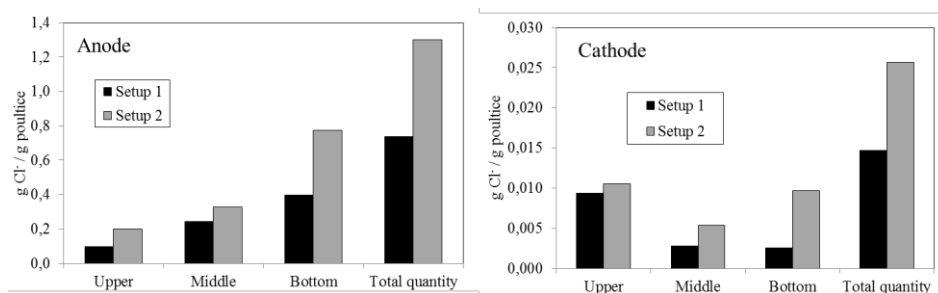 Anode
Setup 1
Setup 2
g Cl⁻ / g poultice
1,4
1,2
1,0
0,8
0,6
0,4
0,2
0,0
Upper Middle Bottom Total quantity
Cathode
Setup 1
Setup 2
g Cl⁻ / g poultice
0,030
0,025
0,020
0,015
0,010
0,005
0,000
Upper Middle Bottom Total quantity